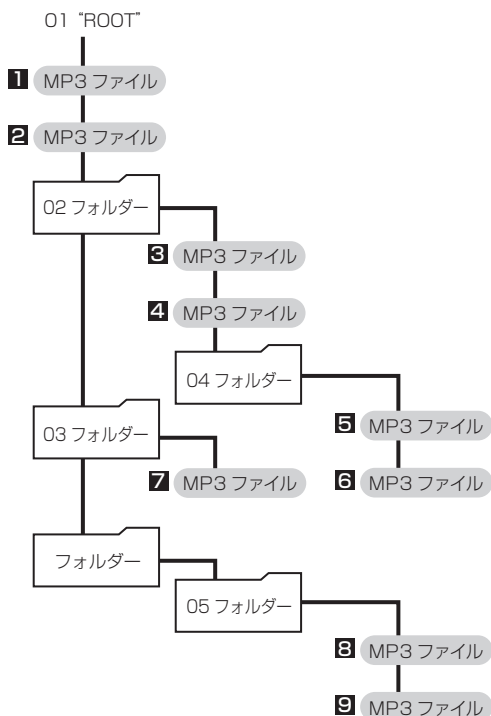 01 “ROOT”
1 MP3 ファイル
2 MP3 ファイル
02 フォルダー
3 MP3 ファイル
4 MP3 ファイル
04 フォルダー
5 MP3 ファイル
6 MP3 ファイル
03 フォルダー
7 MP3 ファイル
フォルダー
05 フォルダー
8 MP3 ファイル
9 MP3 ファイル